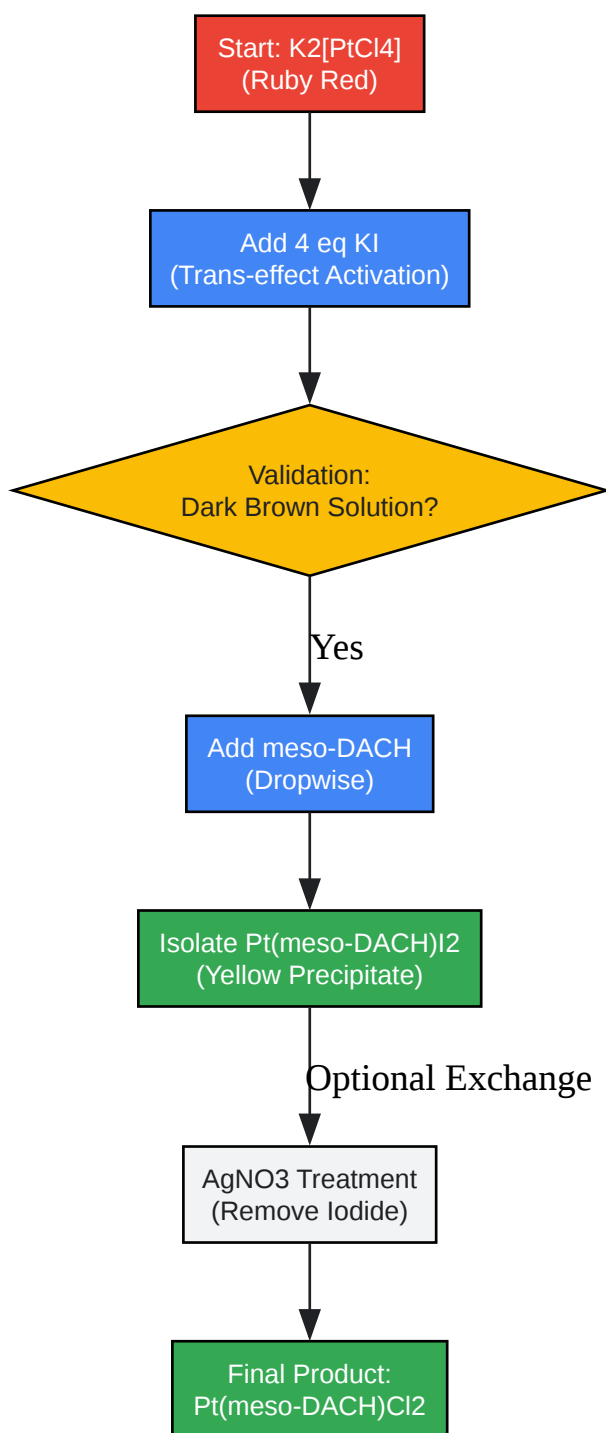 Start: K2[PtCl4]
(Ruby Red)
Add 4 eq KI
(Trans-effect Activation)
Validation:
Dark Brown Solution?
Yes
Add meso-DACH
(Dropwise)
Isolate Pt(meso-DACH)I2
(Yellow Precipitate)
Optional Exchange
AgNO3 Treatment
(Remove Iodide)
Final Product:
Pt(meso-DACH)Cl2